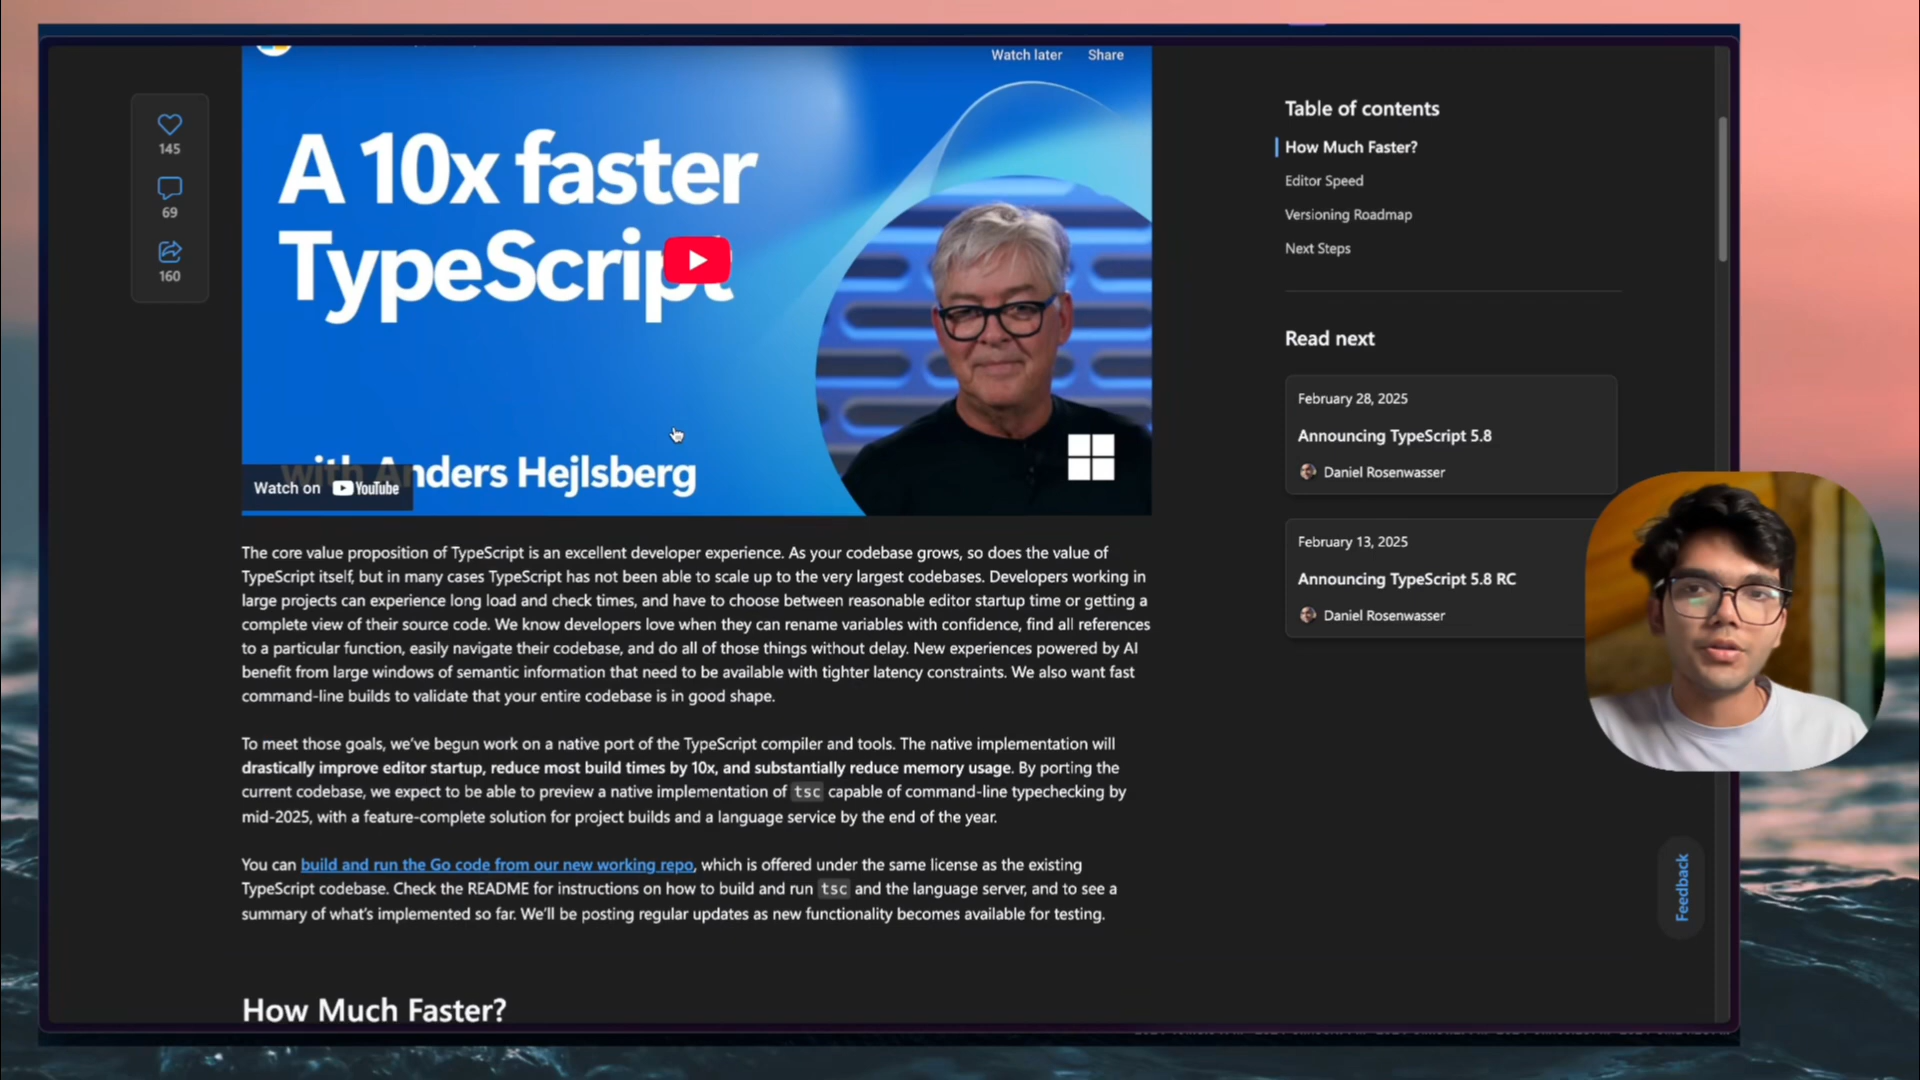 Watch later
Share
A 10x faster
TypeScript
with Anders Hejlsberg
Watch on YouTube
145
69
160
The core value proposition of TypeScript is an excellent developer experience. As your codebase grows, so does the value of
TypeScript itself, but in many cases TypeScript has not been able to scale up to the very largest codebases. Developers working in
large projects can experience long load and check times, and have to choose between reasonable editor startup time or getting a
complete view of their source code. We know developers love when they can rename variables with confidence, find all references
to a particular function, easily navigate their codebase, and do all of those things without delay. New experiences powered by AI
benefit from large windows of semantic information that need to be available with tighter latency constraints. We also want fast
command-line builds to validate that your entire codebase is in good shape.
To meet those goals, we've begun work on a native port of the TypeScript compiler and tools. The native implementation will
drastically improve editor startup, reduce most build times by 10x, and substantially reduce memory usage. By porting the
current codebase, we expect to be able to preview a native implementation of tsc capable of command-line typechecking by
mid-2025, with a feature-complete solution for project builds and a language service by the end of the year.
You can build and run the Go code from our new working repo, which is offered under the same license as the existing
TypeScript codebase. Check the README for instructions on how to build and run tsc and the language server, and to see a
summary of what's implemented so far. We'll be posting regular updates as new functionality becomes available for testing.
How Much Faster?
Table of contents
How Much Faster?
Editor Speed
Versioning Roadmap
Next Steps
Read next
February 28, 2025
Announcing TypeScript 5.8
Daniel Rosenwasser
February 13, 2025
Announcing TypeScript 5.8 RC
Daniel Rosenwasser
Feedback